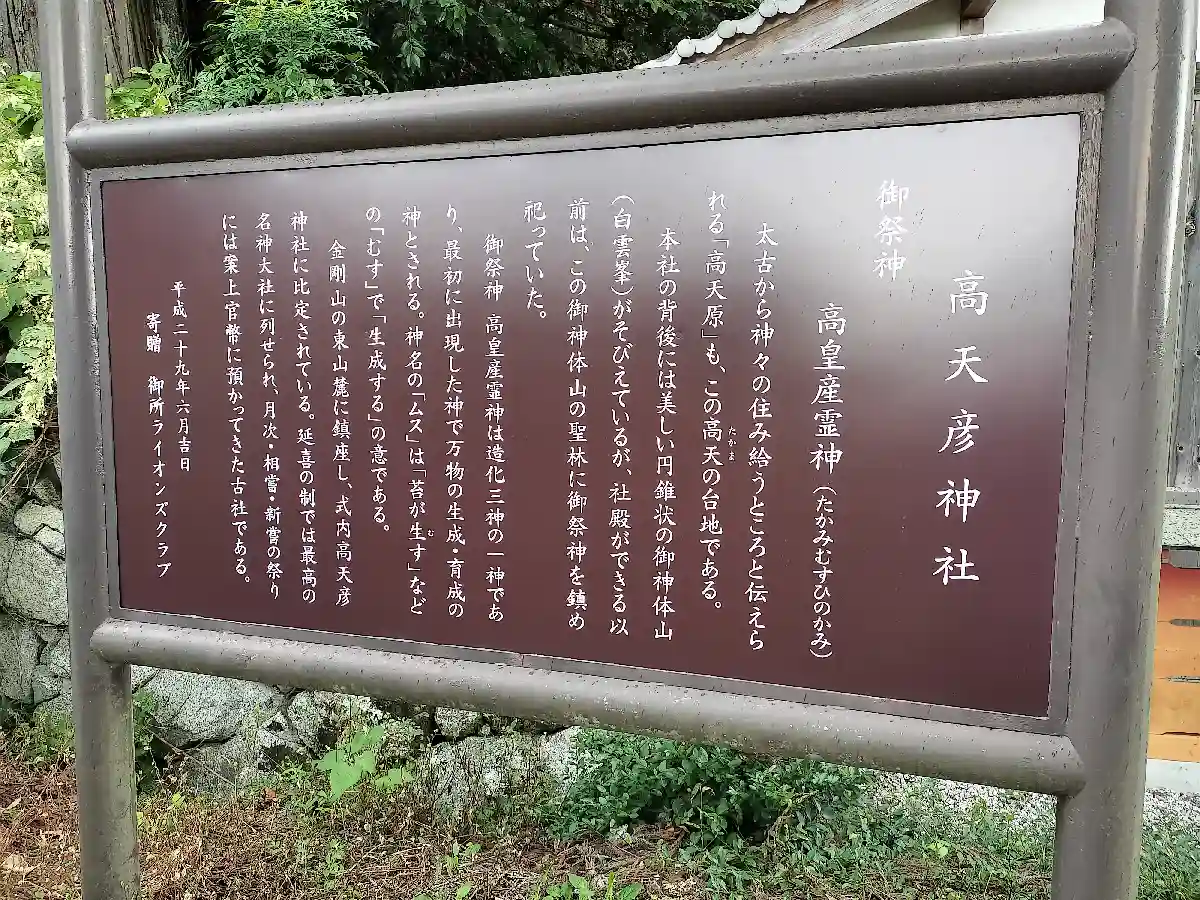 高天彦神社
御祭神
高皇産霊神（たかみむすひのかみ）
太古から神々の住み給うところと伝えら
れる「高天原」も、この高天の台地である。
たかま
本社の背後には美しい円錐状の御神体山
（白雲峯）がそびえているが、社殿ができる以
前は、この御神体山の聖林に御祭神を鎮め
祀っていた。
御祭神 高皇産霊神は造化三神の一神であ
り、最初に出現した神で万物の生成・育成の
神とされる。神名の「ムス」は「苔が生す」など
む
の「むす」で「生成する」の意である。
金剛山の東山麓に鎮座し、式内高天彦
神社に比定されている。延喜の制では最高の
名神大社に列せられ、月次・相嘗・新嘗の祭り
には案上官幣に預かってきた古社である。
平成二十九年六月吉日
寄贈 御所ライオンズクラブ